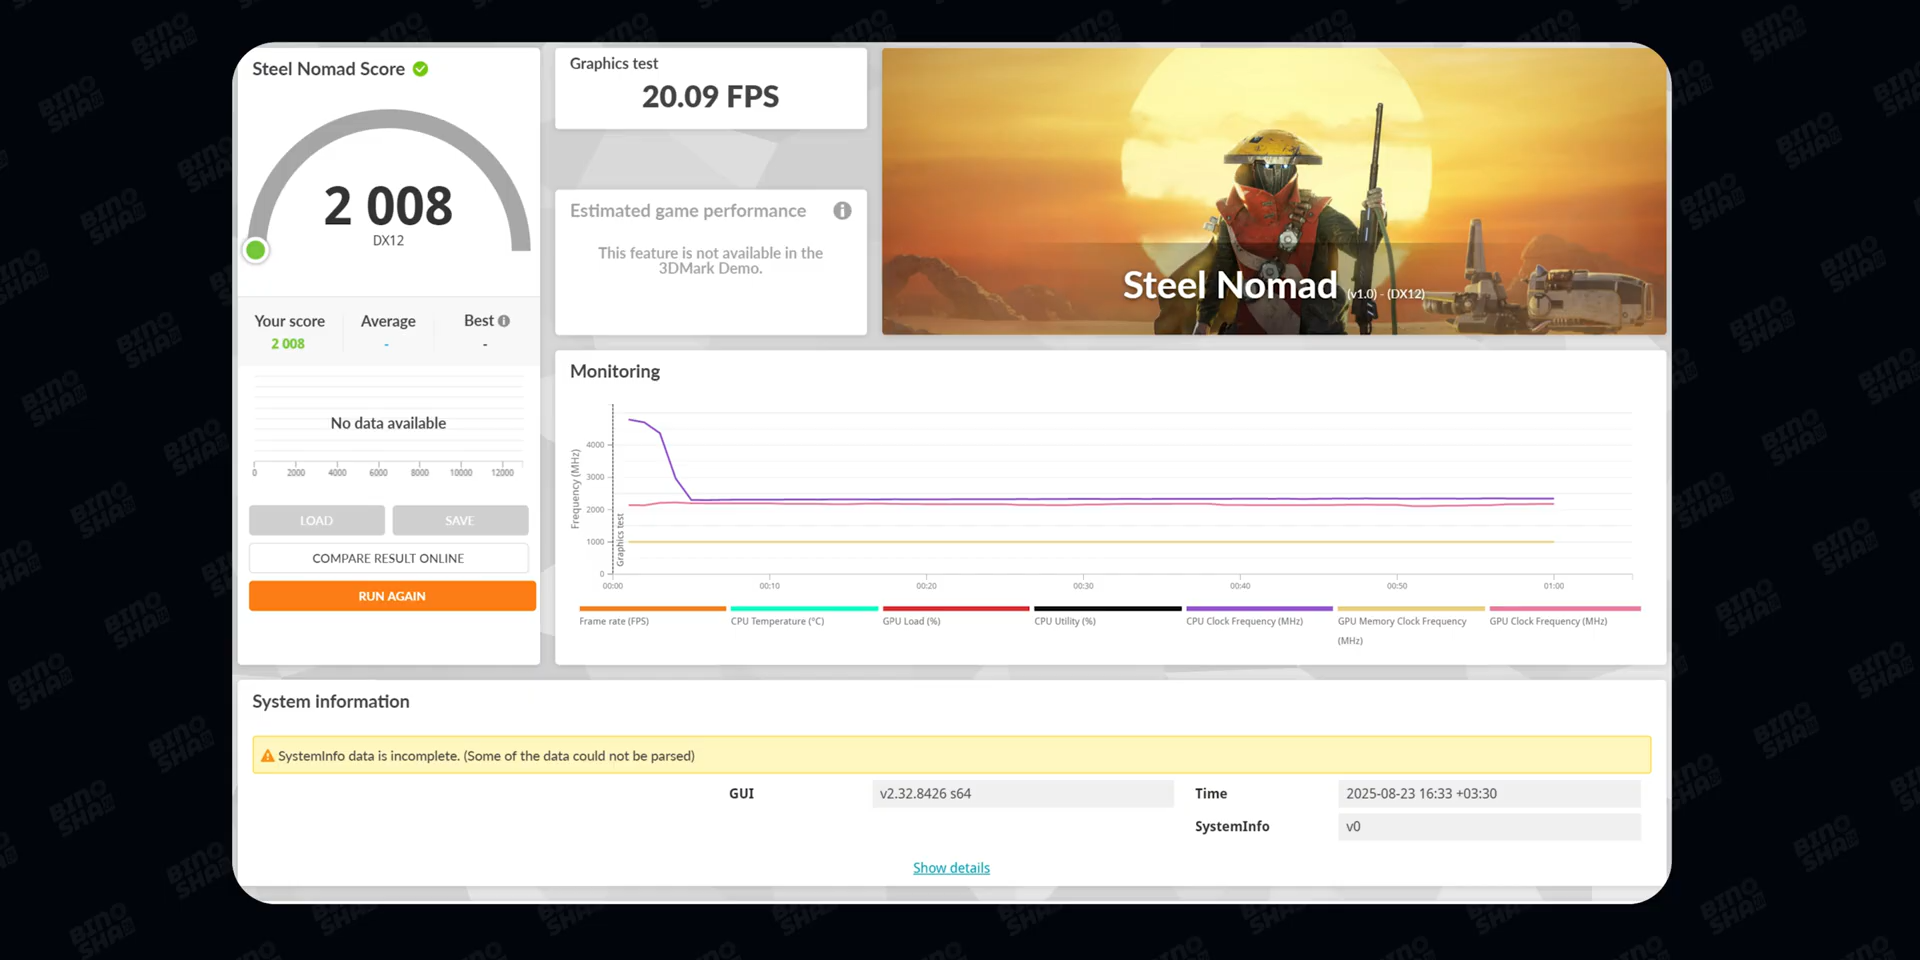 Steel Nomad Score
2 008
DX12
Your score
Average
Best
2 008
-
-
No data available
0 2000 4000 6000 8000 10000 12000
LOAD
SAVE
COMPARE RESULT ONLINE
RUN AGAIN
Graphics test
20.09 FPS
Estimated game performance
This feature is not available in the
3DMark Demo.
Steel Nomad (v1.0) - (DX12)
Monitoring
Frequency (MHz)
4000
3000
2000
1000
0
Graphics test
00:00 00:10 00:20 00:30 00:40 00:50 01:00
Frame rate (FPS)
CPU Temperature (°C)
GPU Load (%)
CPU Utility (%)
CPU Clock Frequency (MHz)
GPU Memory Clock Frequency
(MHz)
GPU Clock Frequency (MHz)
System information
SystemInfo data is incomplete. (Some of the data could not be parsed)
GUI
v2.32.8426 s64
Time
2025-08-23 16:33 +03:30
SystemInfo
v0
Show details
BINO
SHA